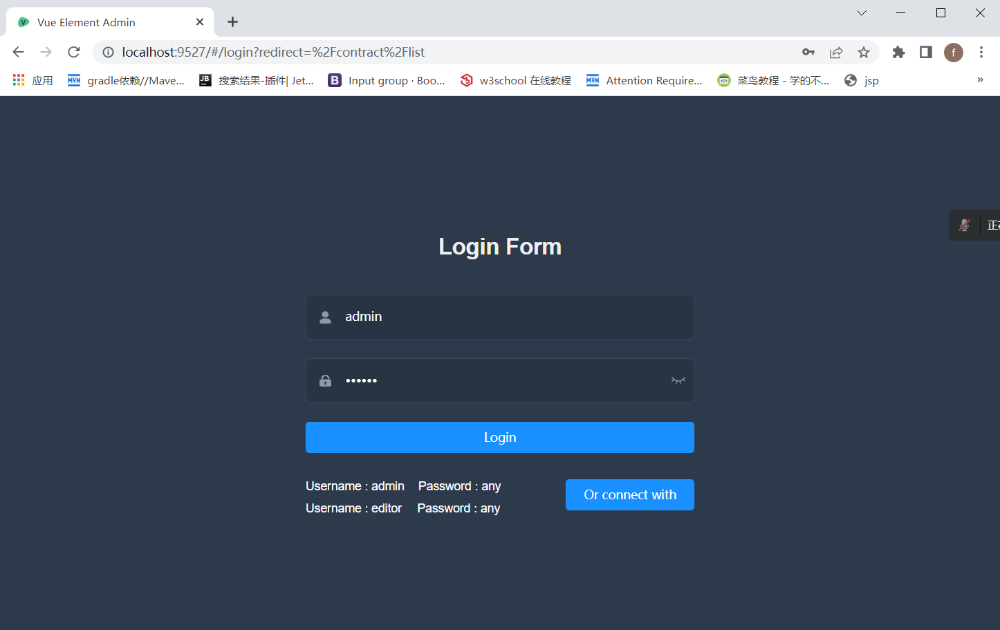 Vue Element Admin
localhost:9527/#/login?redirect=%2Fcontract%2Flist
f
应用 gradle依赖//Mave... 搜索结果-插件| Jet... Input group · Boo... w3school 在线教程 Attention Require... 菜鸟教程 - 学的不... jsp »
Login Form
admin
正在
Login
Username : admin Password : any
Username : editor Password : any
Or connect with